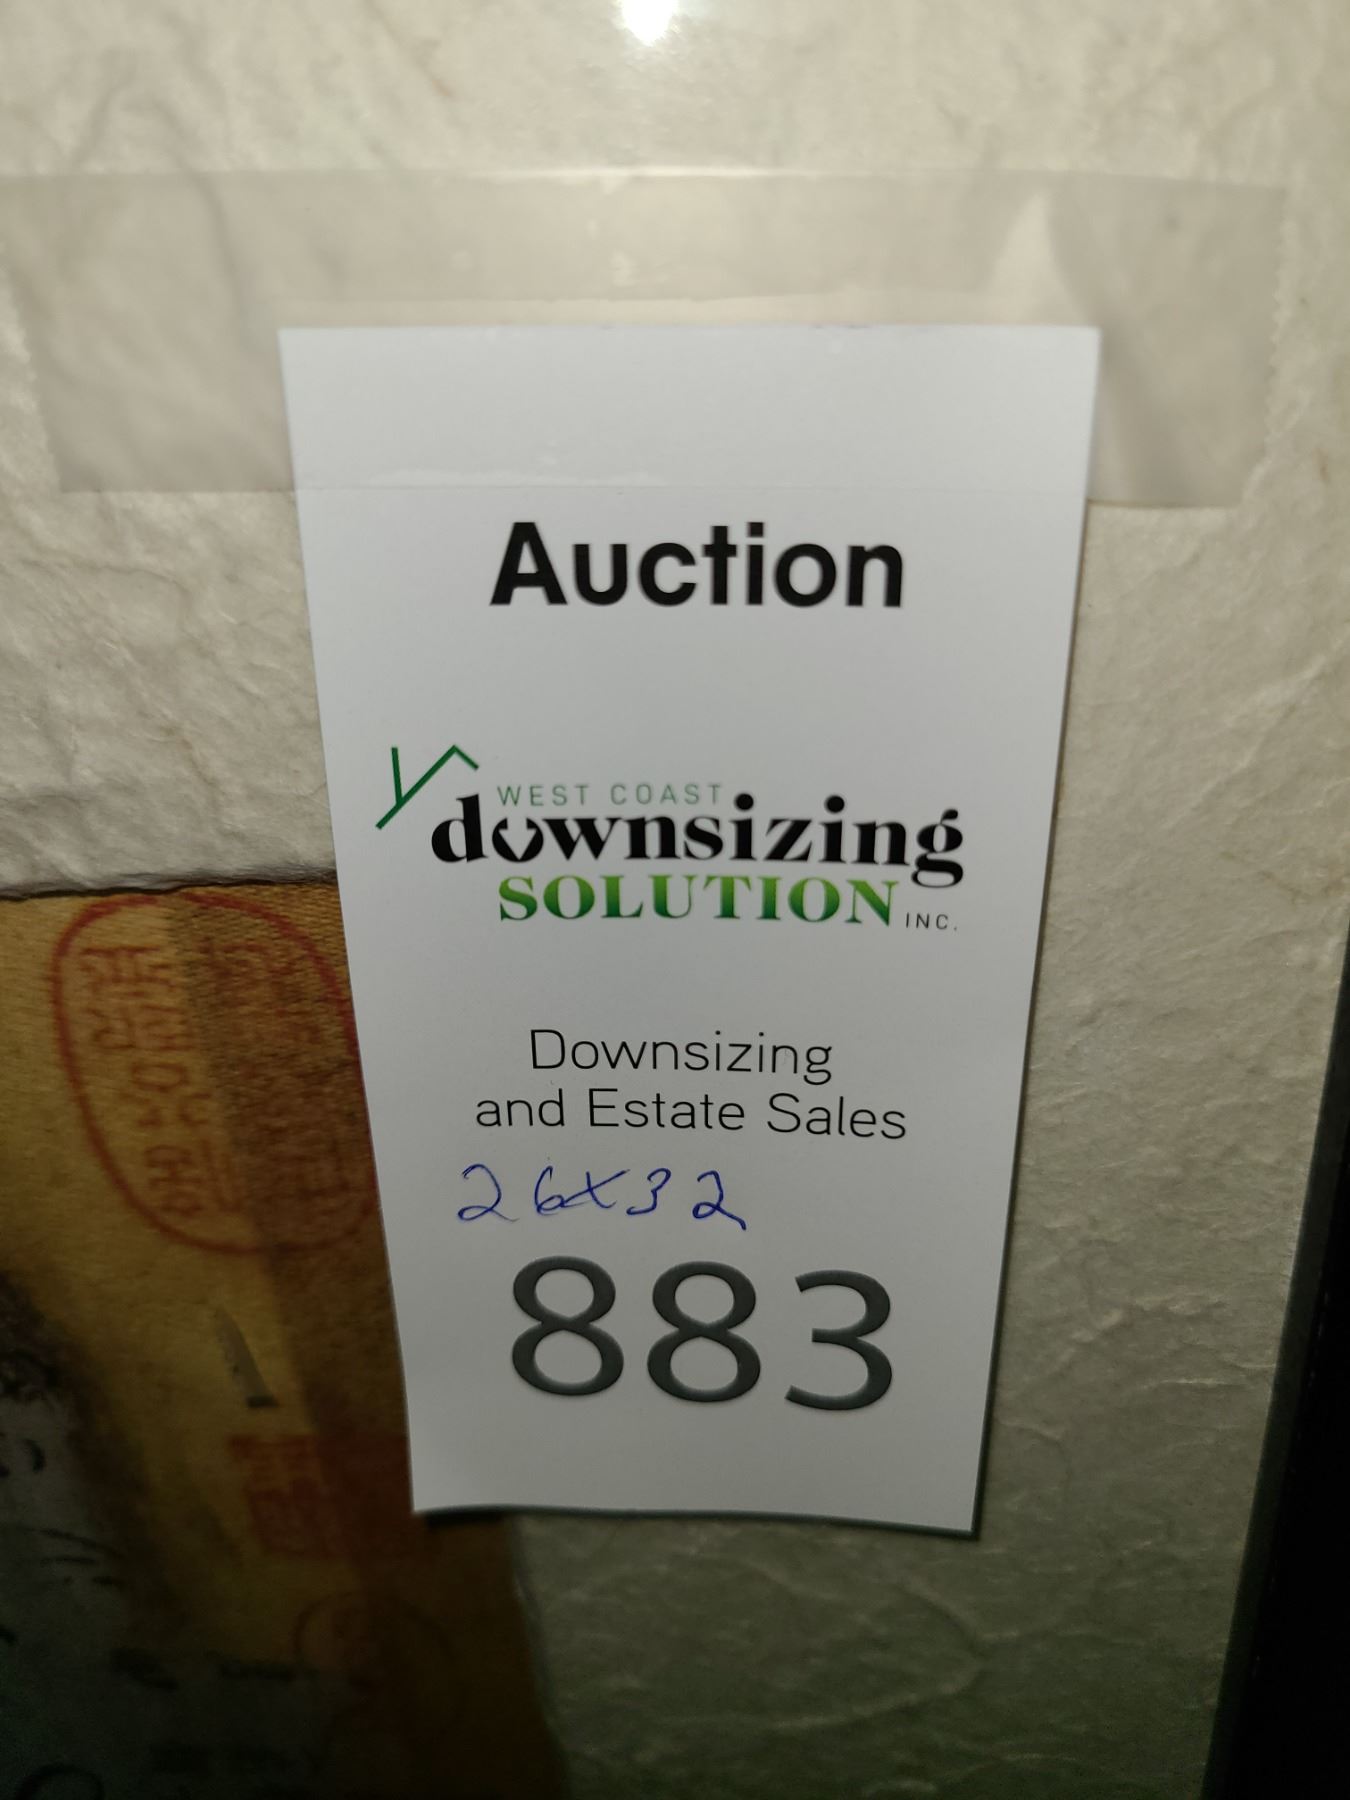 Auction
WEST COAST
downsizing
SOLUTION INC.
Downsizing
and Estate Sales
26x32
883